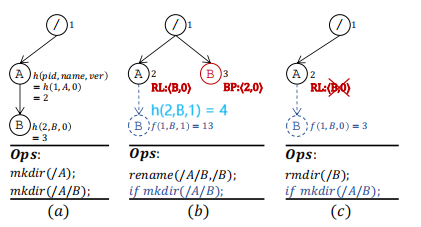 / 1
A h(pid,name,ver)
= h(1,A,0)
= 2
B h(2,B,0)
= 3
Ops:
mkdir(/A);
mkdir(/A/B);
(a)
/ 1
A 2 B 3
RL:(B,0) BP:(2,0)
h(2,B,1) = 4
B f(1,B,1) = 13
Ops:
rename(/A/B,/B);
if mkdir(/A/B);
(b)
/ 1
A 2
RL:(B,0)
B f(1,B,0) = 3
Ops:
rmdir(/B);
if mkdir(/A/B);
(c)